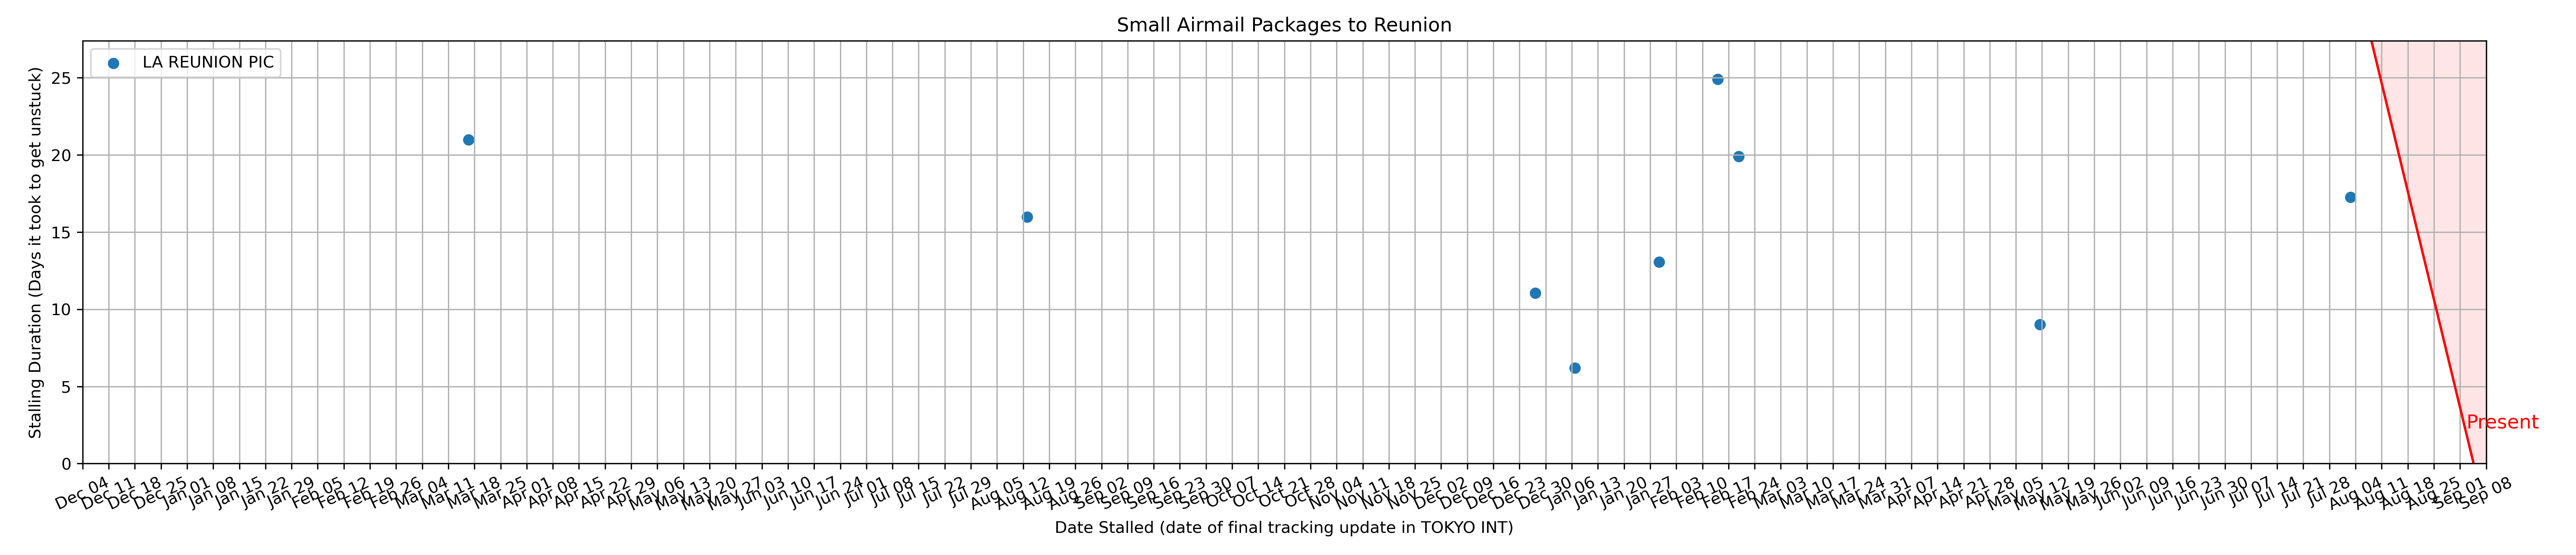 Small Airmail Packages to Reunion
LA REUNION PIC
Stalling Duration (Days it took to get unstuck)
25
20
15
10
5
0
Present
Dec 04
Dec 11
Dec 18
Dec 25
Jan 01
Jan 08
Jan 15
Jan 22
Jan 29
Feb 05
Feb 12
Feb 19
Feb 26
Mar 04
Mar 11
Mar 18
Mar 25
Apr 01
Apr 08
Apr 15
Apr 22
Apr 29
May 06
May 13
May 20
May 27
Jun 03
Jun 10
Jun 17
Jun 24
Jul 01
Jul 08
Jul 15
Jul 22
Jul 29
Aug 05
Aug 12
Aug 19
Aug 26
Sep 02
Sep 09
Sep 16
Sep 23
Sep 30
Oct 07
Oct 14
Oct 21
Oct 28
Nov 04
Nov 11
Nov 18
Nov 25
Dec 02
Dec 09
Dec 16
Dec 23
Dec 30
Jan 06
Jan 13
Jan 20
Jan 27
Feb 03
Feb 10
Feb 17
Feb 24
Mar 03
Mar 10
Mar 17
Mar 24
Mar 31
Apr 07
Apr 14
Apr 21
Apr 28
May 05
May 12
May 19
May 26
Jun 02
Jun 09
Jun 16
Jun 23
Jun 30
Jul 07
Jul 14
Jul 21
Jul 28
Aug 04
Aug 11
Aug 18
Aug 25
Sep 01
Sep 08
Date Stalled (date of final tracking update in TOKYO INT)